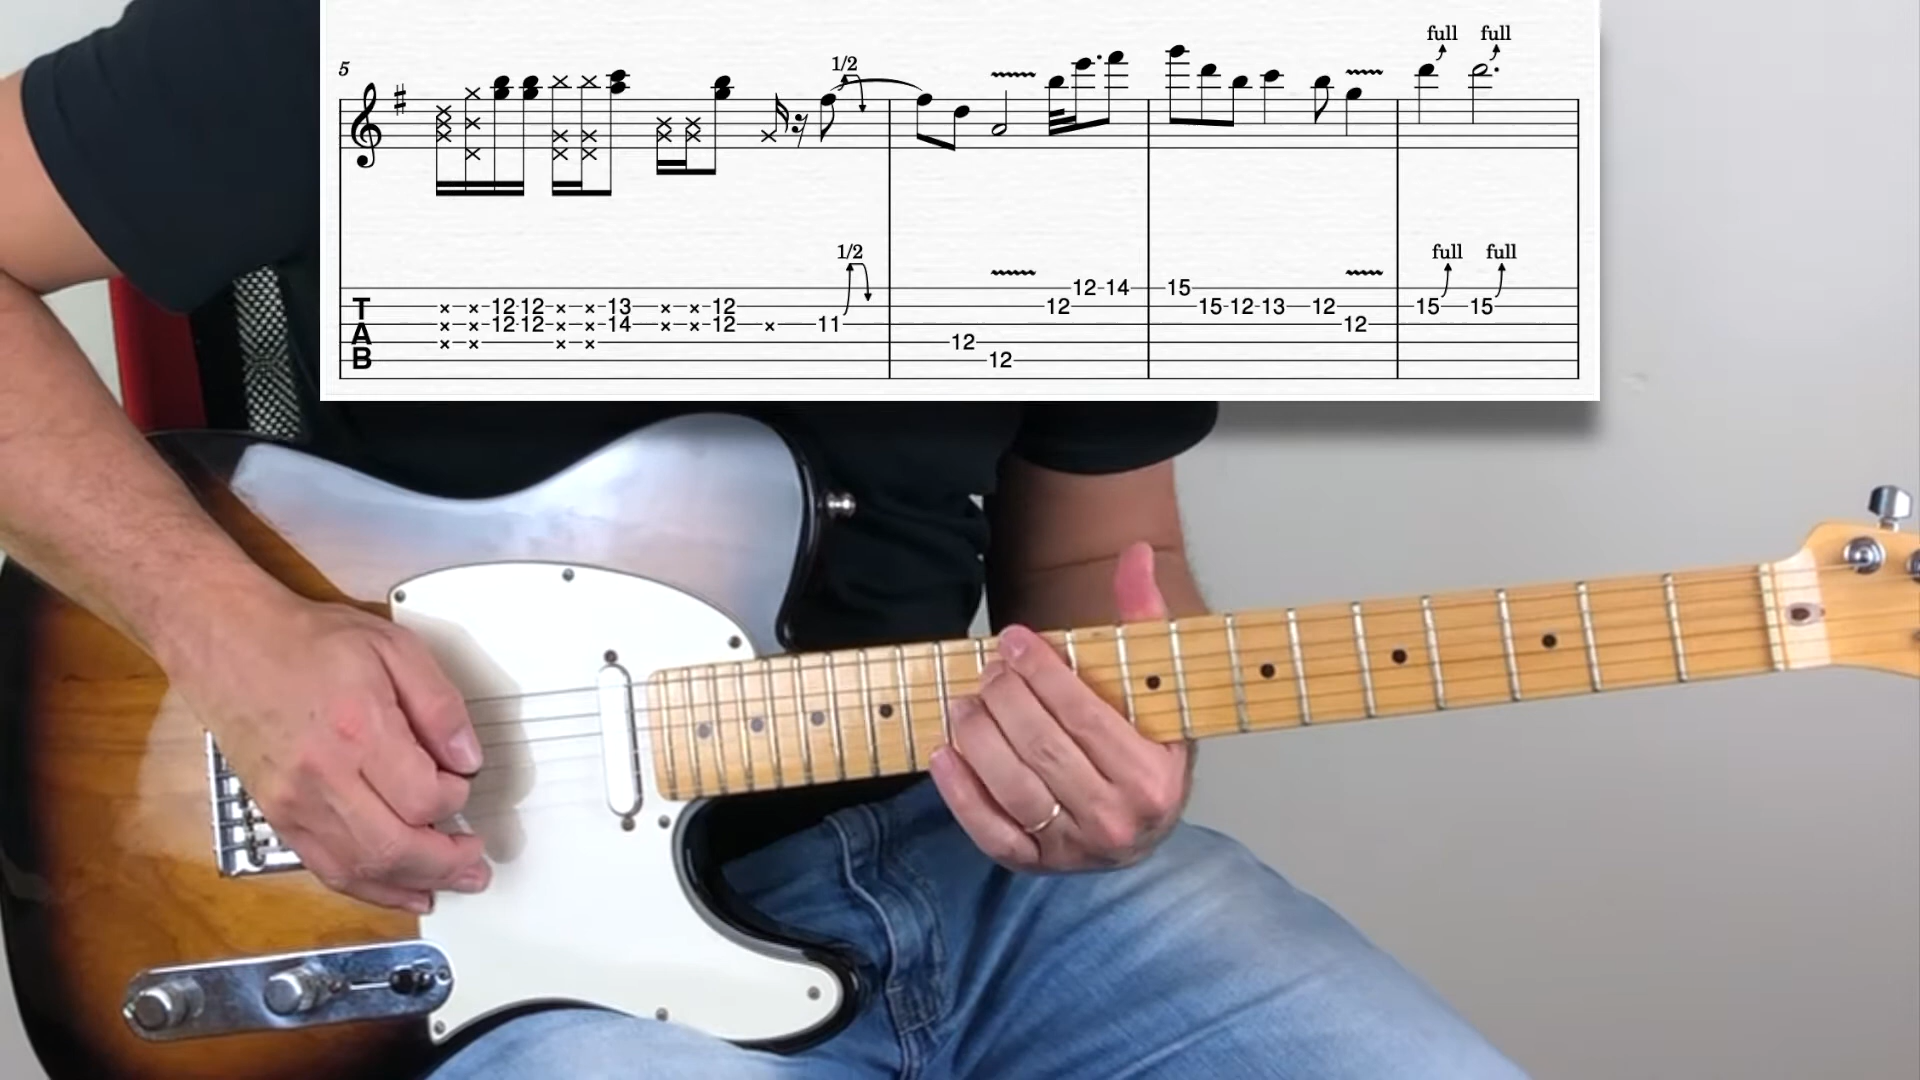 full full
1/2
5
1/2 full full
12 14 15
T × × 12 12 × × 13 × × 12 12 15 12 13 12 15 15
A × × 12 12 × × 14 × × 12 × 11 12
× × × × 12
B 12